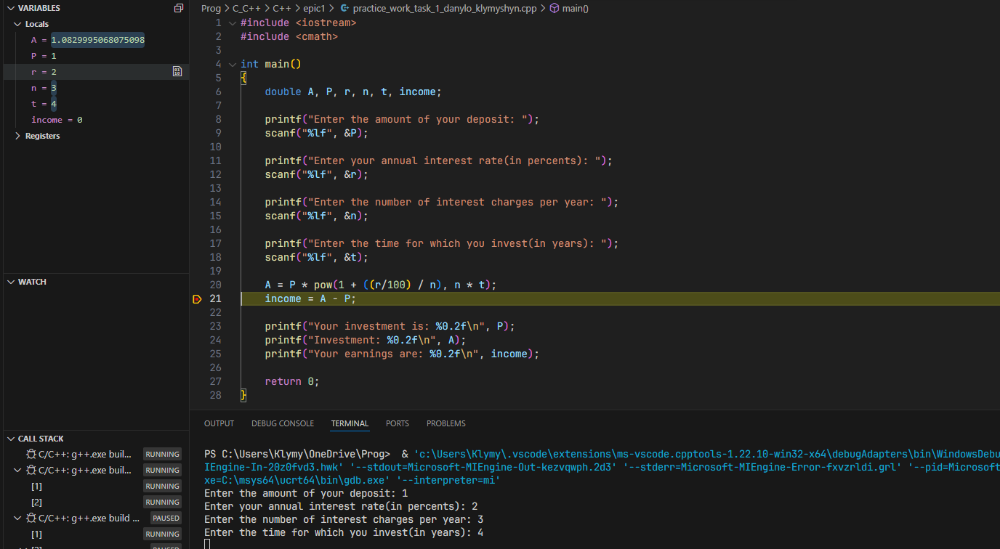 VARIABLES
Locals
A = 1.0829995068075098
P = 1
r = 2
n = 3
t = 4
income = 0
Registers
WATCH
CALL STACK
C/C++: g++.exe buil... RUNNING
C/C++: g++.exe buil... RUNNING
[1] RUNNING
[2] RUNNING
C/C++: g++.exe build ... PAUSED
[1] RUNNING
[2] PAUSED
Prog > C_C++ > C++ > epic1 > practice_work_task_1_danylo_klymyshyn.cpp > main()
1 #include <iostream>
2 #include <cmath>
3
4 int main()
5 {
6 double A, P, r, n, t, income;
7
8 printf("Enter the amount of your deposit: ");
9 scanf("%lf", &P);
10
11 printf("Enter your annual interest rate(in percents): ");
12 scanf("%lf", &r);
13
14 printf("Enter the number of interest charges per year: ");
15 scanf("%lf", &n);
16
17 printf("Enter the time for which you invest(in years): ");
18 scanf("%lf", &t);
19
20 A = P * pow(1 + ((r/100) / n), n * t);
21 income = A - P;
22
23 printf("Your investment is: %0.2f\n", P);
24 printf("Investment: %0.2f\n", A);
25 printf("Your earnings are: %0.2f\n", income);
26
27 return 0;
28 }
OUTPUT DEBUG CONSOLE TERMINAL PORTS PROBLEMS
PS C:\Users\Klymy\OneDrive\Prog> & 'c:\Users\Klymy\.vscode\extensions\ms-vscode.cpptools-1.22.10-win32-x64\debugAdapters\bin\WindowsDebu
IEngine-In-20z0fvd3.hwk' '--stdout=Microsoft-MIEngine-Out-kezvqwph.2d3' '--stderr=Microsoft-MIEngine-Error-fxvzrldi.grl' '--pid=Microsoft
xe=C:\msys64\ucrt64\bin\gdb.exe' '--interpreter=mi'
Enter the amount of your deposit: 1
Enter your annual interest rate(in percents): 2
Enter the number of interest charges per year: 3
Enter the time for which you invest(in years): 4